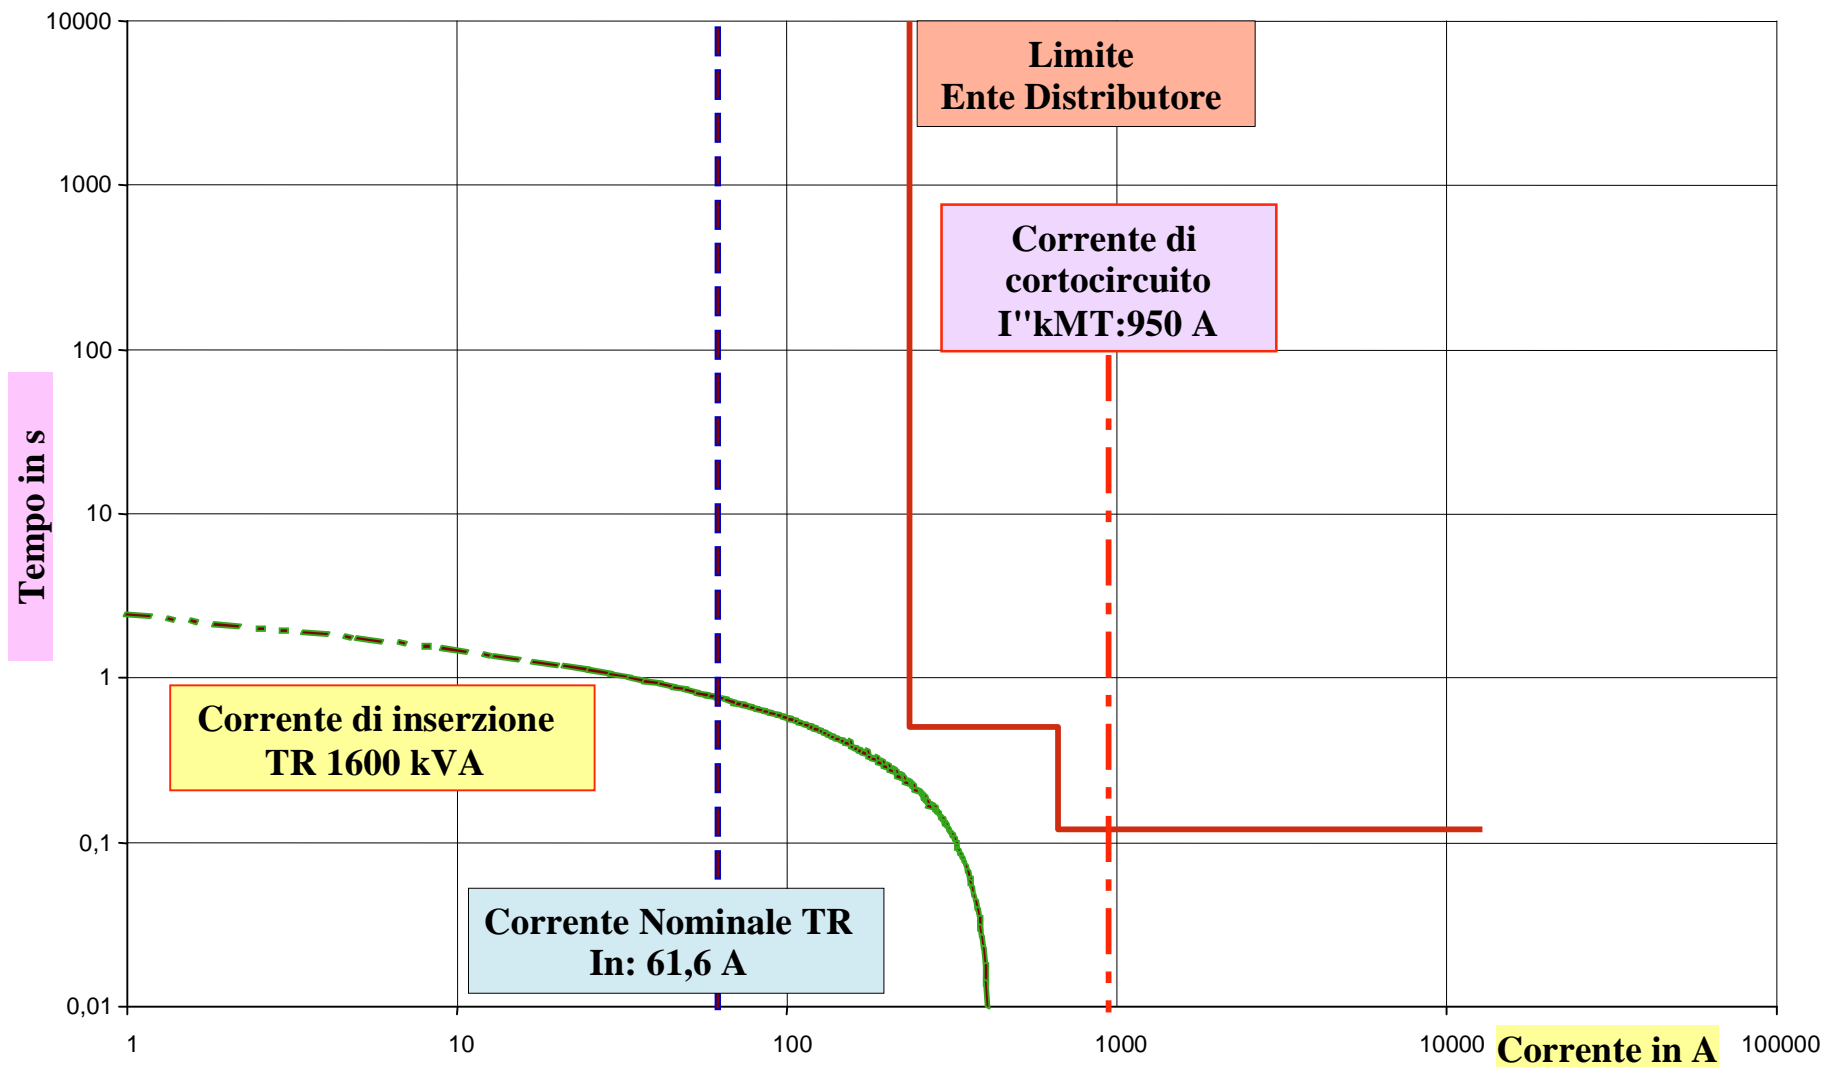 10000
1000
100
10
1
0,1
0,01
Tempo in s
Limite
Ente Distributore
Corrente di
cortocircuito
I"kMT:950 A
Corrente di inserzione
TR 1600 kVA
Corrente Nominale TR
In: 61,6 A
1
10
100
1000
10000
100000
Corrente in A